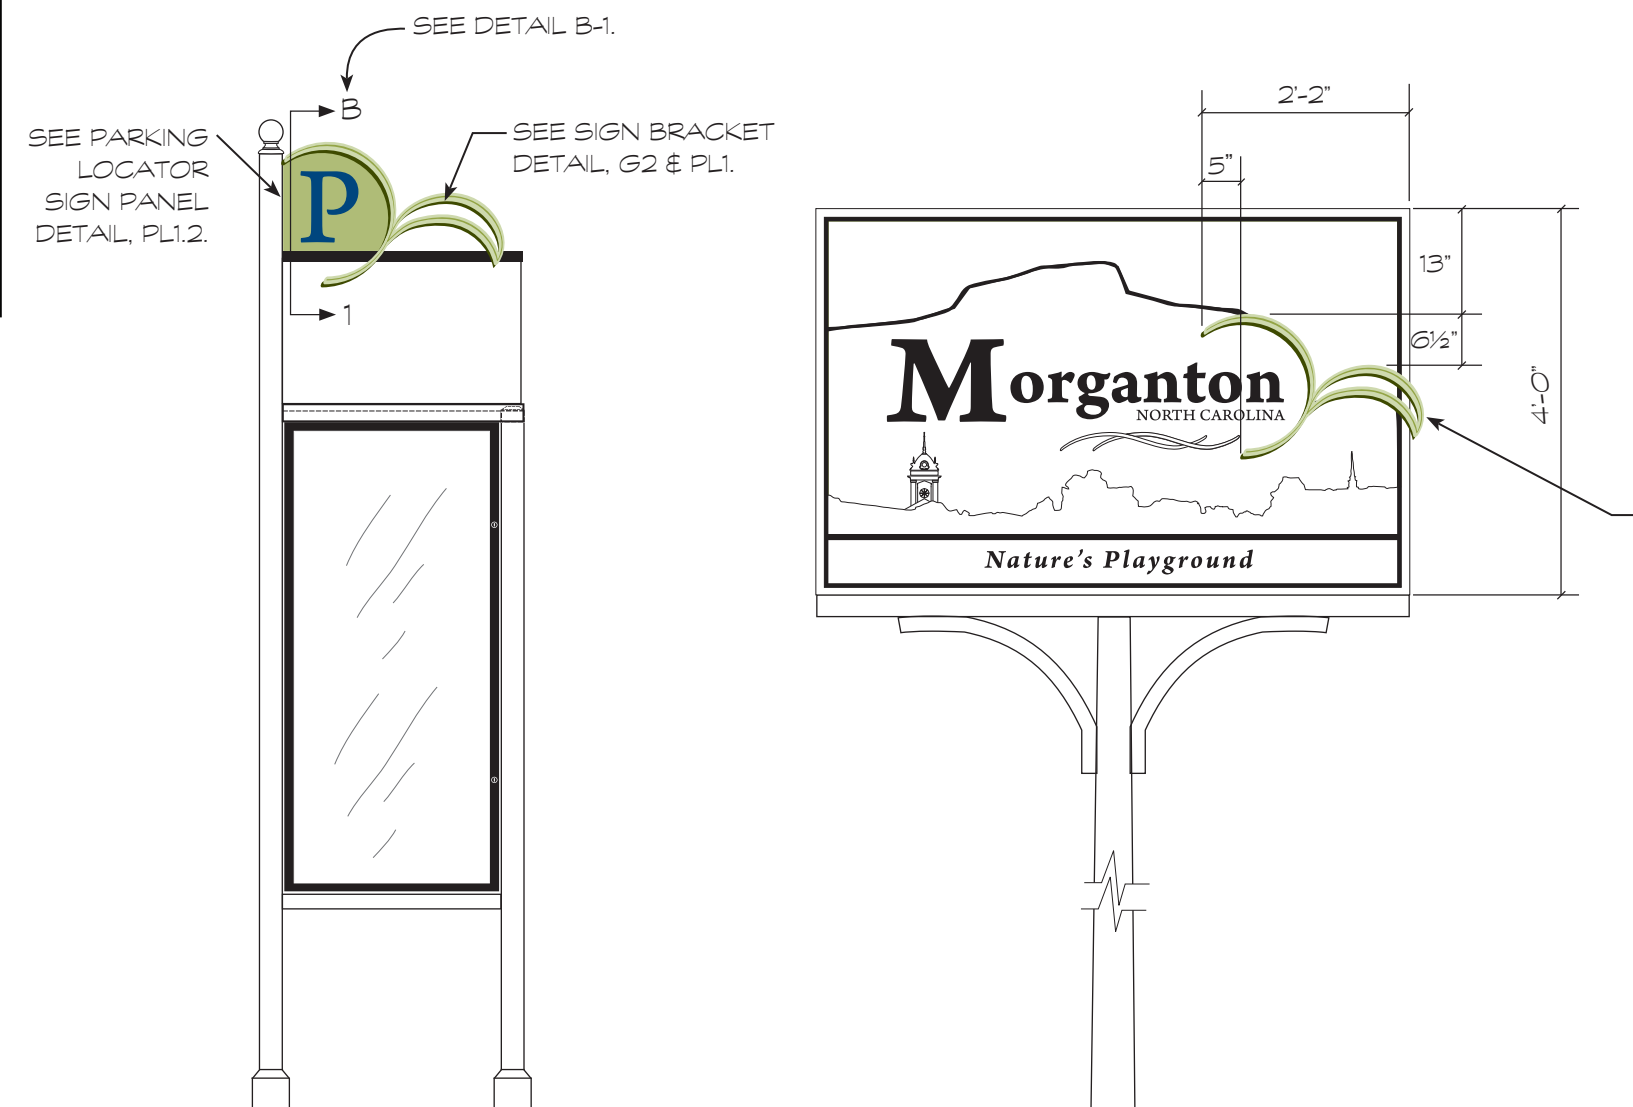 SEE DETAIL B-1.
B
SEE PARKING
LOCATOR
SIGN PANEL
DETAIL, PL1.2.
SEE SIGN BRACKET
DETAIL, G2 & PL1.
P
1
2'-2"
5"
13"
6½"
4'-0"
Morganton
NORTH CAROLINA
Nature's Playground